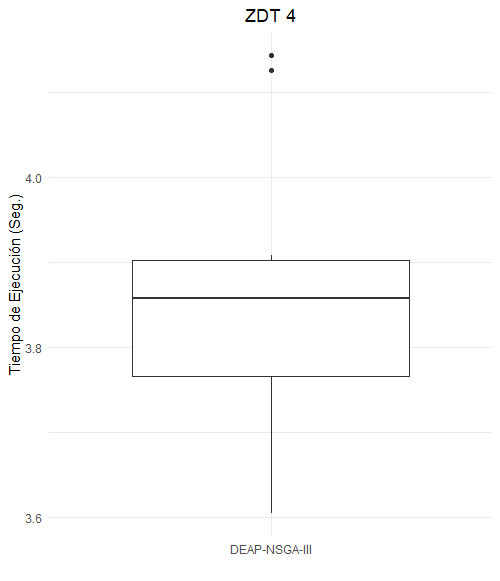 ZDT 4
Tiempo de Ejecución (Seg.)
4.0
3.8
3.6
DEAP-NSGA-III